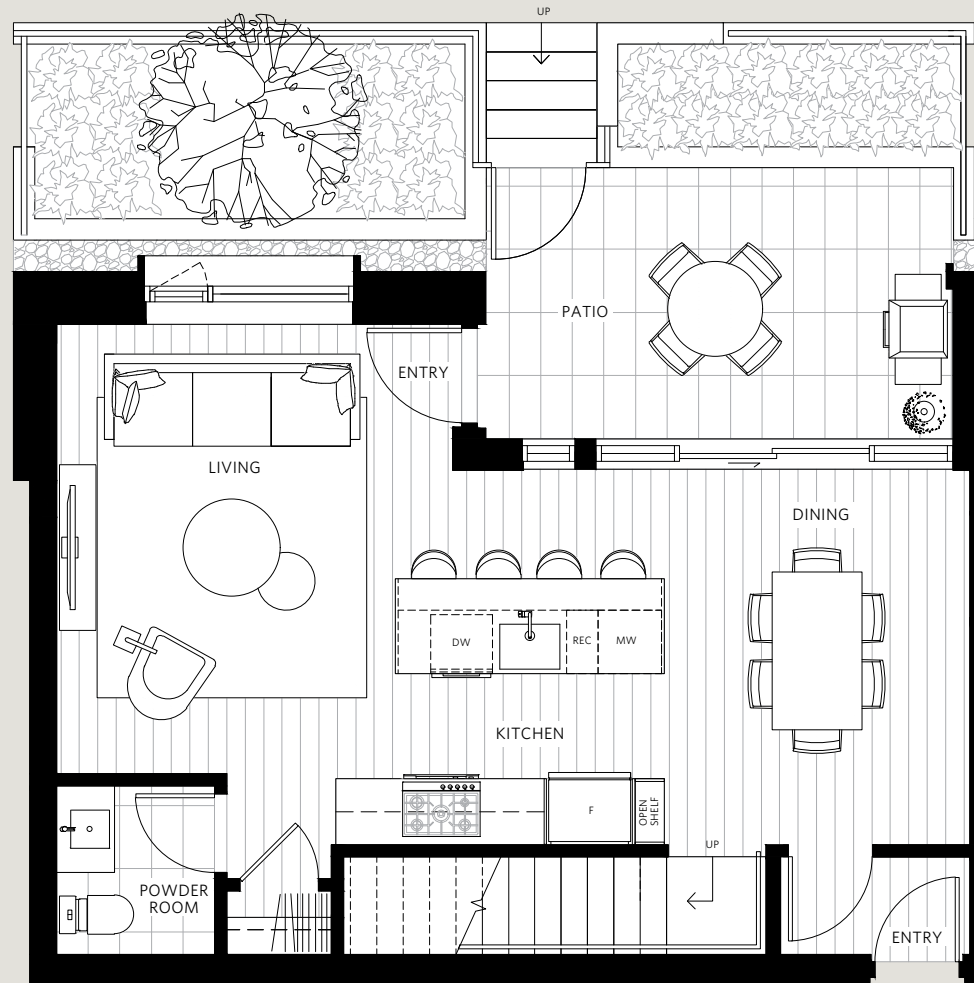 UP
PATIO
ENTRY
LIVING
DINING
DW
REC
MW
KITCHEN
F
OPEN
SHELF
UP
POWDER
ROOM
ENTRY